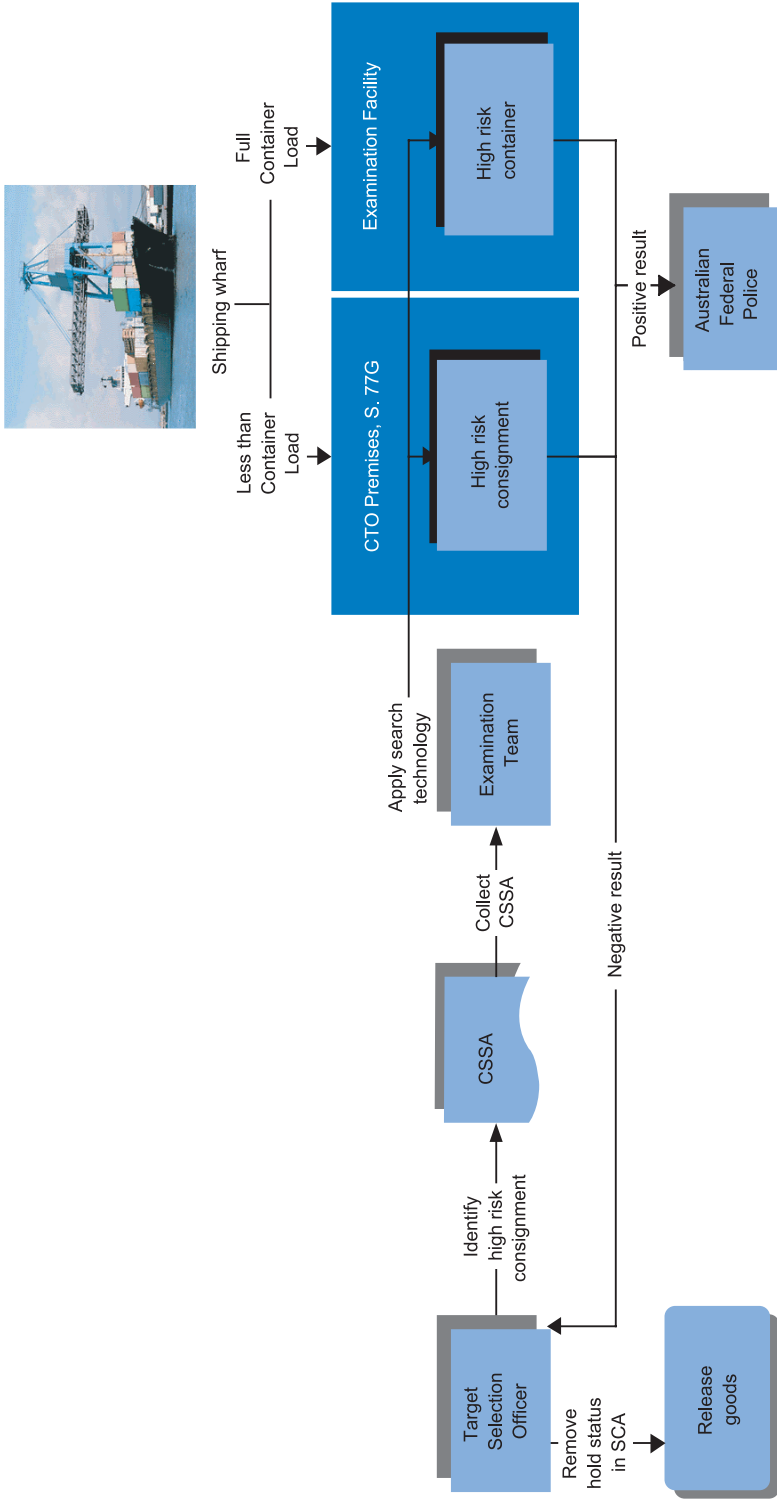 Shipping wharf
Less than
Container
Load
Full
Container
Load
CTO Premises, S. 77G
Examination Facility
Apply search
technology
High risk
consignment
High risk
container
Target
Selection
Officer
Identify
high risk
consignment
CSSA
Collect
CSSA
Examination
Team
Negative result
Positive result
Remove
hold status
in SCA
Release
goods
Australian
Federal
Police